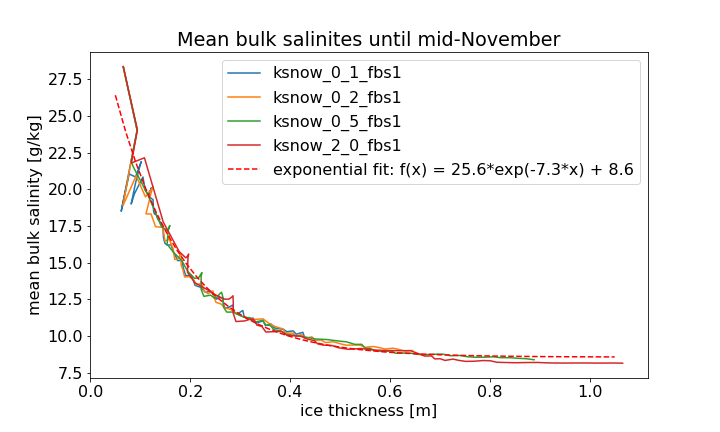 Mean bulk salinites until mid-November
mean bulk salinity [g/kg]
27.5
25.0
22.5
20.0
17.5
15.0
12.5
10.0
7.5
ksnow_0_1_fbs1
ksnow_0_2_fbs1
ksnow_0_5_fbs1
ksnow_2_0_fbs1
exponential fit: f(x) = 25.6*exp(-7.3*x) + 8.6
0.0 0.2 0.4 0.6 0.8 1.0
ice thickness [m]